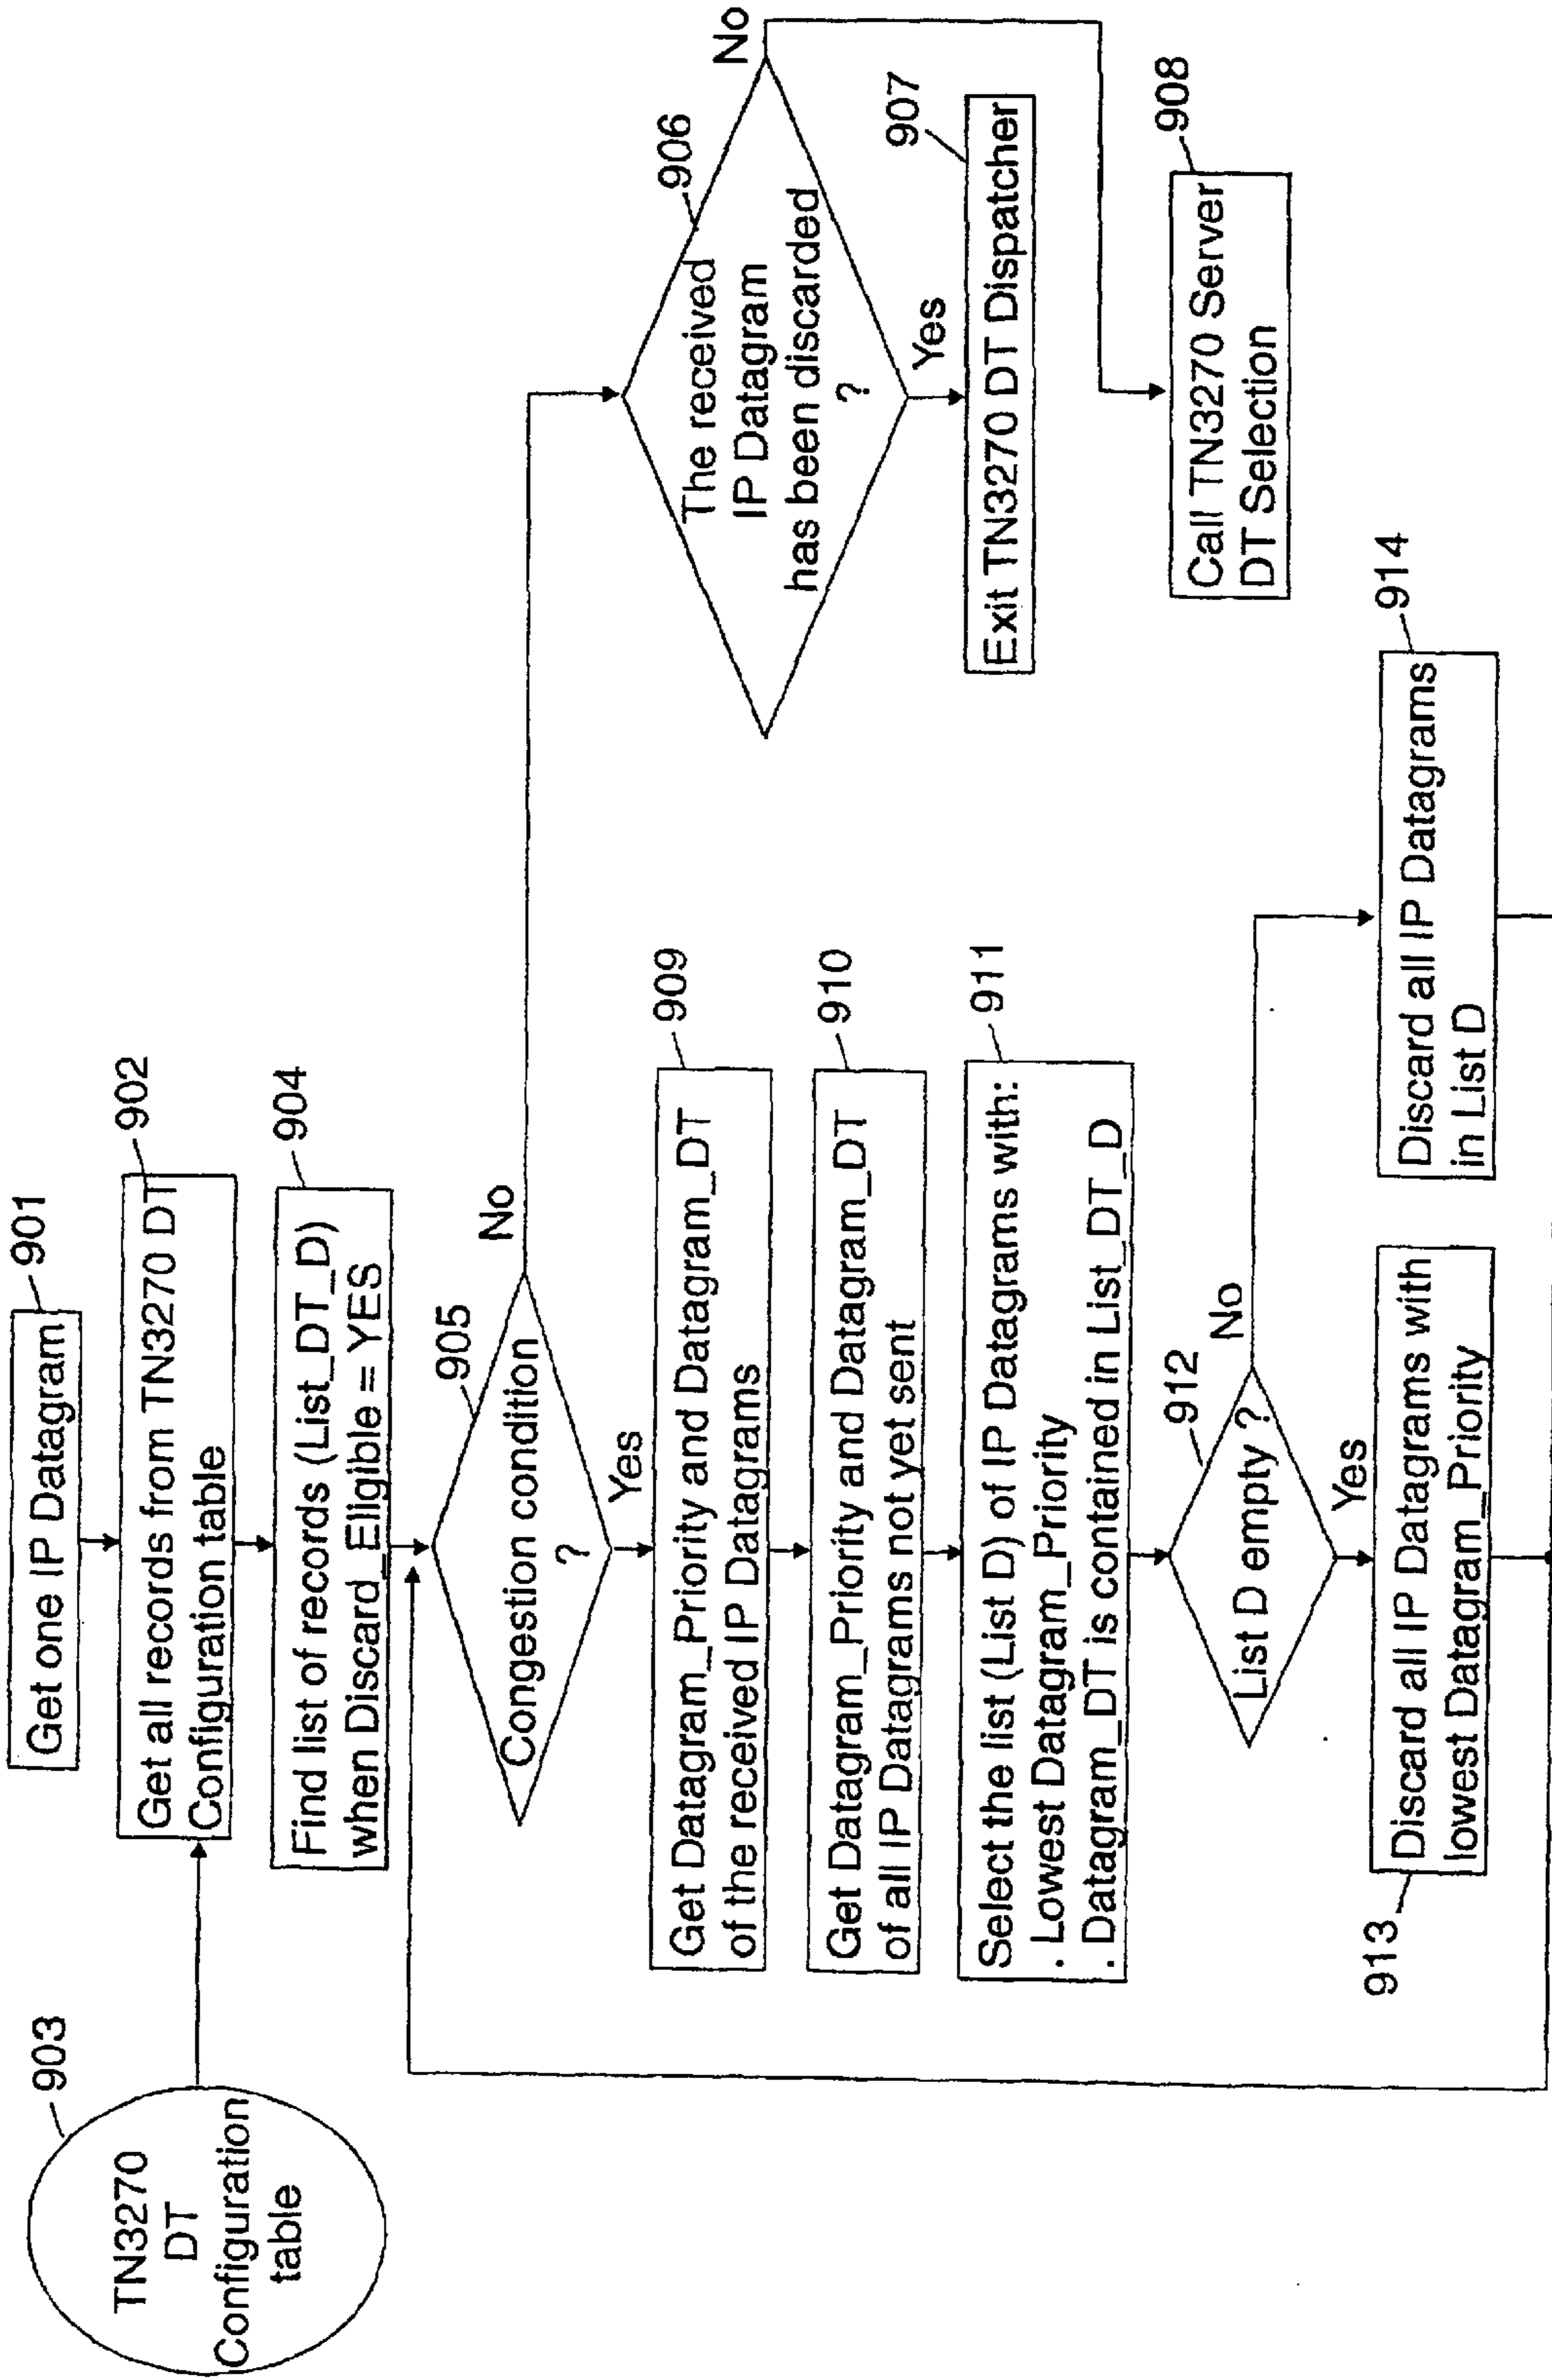 Get one IP Datagram
901
TN3270
DT
Configuration
table
903
Get all records from TN3270 DT
Configuration table
902
Find list of records (List_DT_D)
when Discard_Eligible = YES
904
Congestion condition
?
905
No
Yes
The received
IP Datagram
has been discarded
?
906
No
Yes
Exit TN3270 DT Dispatcher
907
Call TN3270 Server
DT Selection
908
Get Datagram_Priority and Datagram_DT
of the received IP Datagrams
909
Get Datagram_Priority and Datagram_DT
of all IP Datagrams not yet sent
910
Select the list (List D) of IP Datagrams with:
. Lowest Datagram_Priority
. Datagram_DT is contained in List_DT_D
911
List D empty ?
912
No
Yes
Discard all IP Datagrams with
lowest Datagram_Priority
913
Discard all IP Datagrams
in List D
914